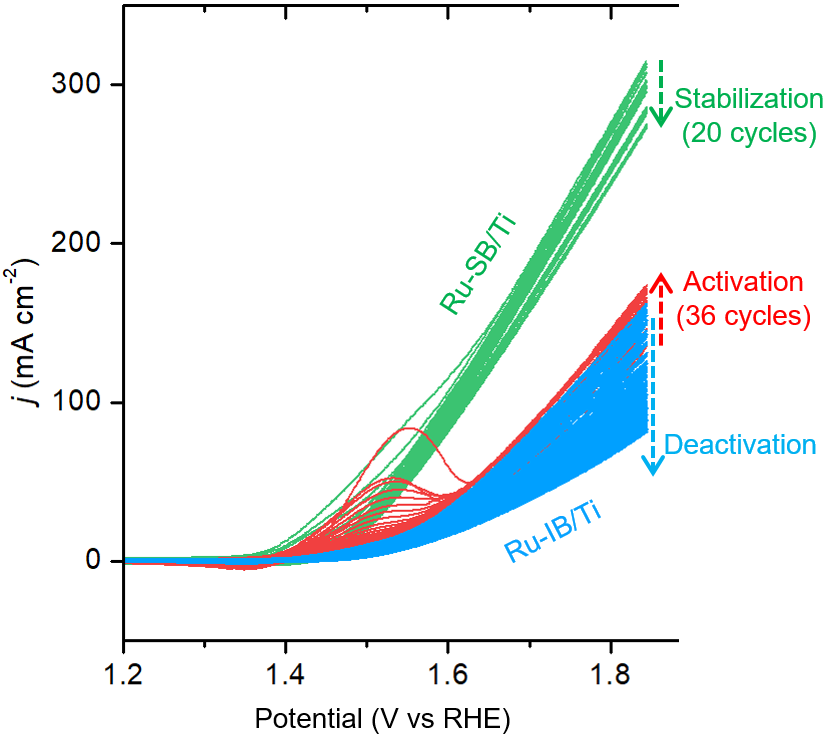 300
200
100
0
1.2
1.4
1.6
1.8
j (mA cm-2)
Potential (V vs RHE)
Ru-SB/Ti
Ru-IB/Ti
Stabilization
(20 cycles)
Activation
(36 cycles)
Deactivation